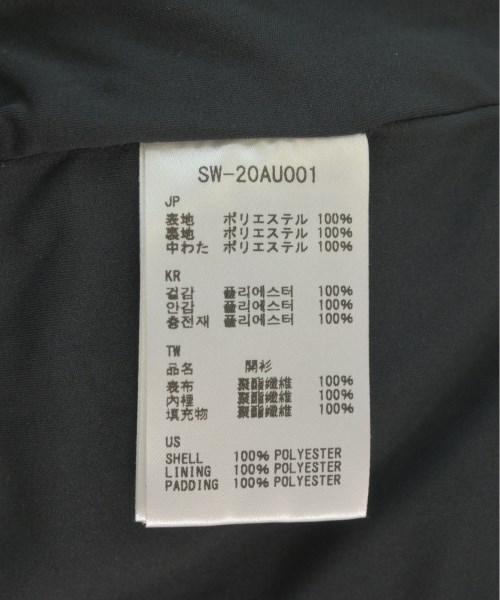 SW-20AU001
JP
表地 ポリエステル 100%
裏地 ポリエステル 100%
中わた ポリエステル 100%
KR
겉감 폴리에스터 100%
안감 폴리에스터 100%
충전재 폴리에스터 100%
TW
品名 開衫
表布 聚酯纖維 100%
內裡 聚酯纖維 100%
填充物 聚酯纖維 100%
US
SHELL 100% POLYESTER
LINING 100% POLYESTER
PADDING 100% POLYESTER